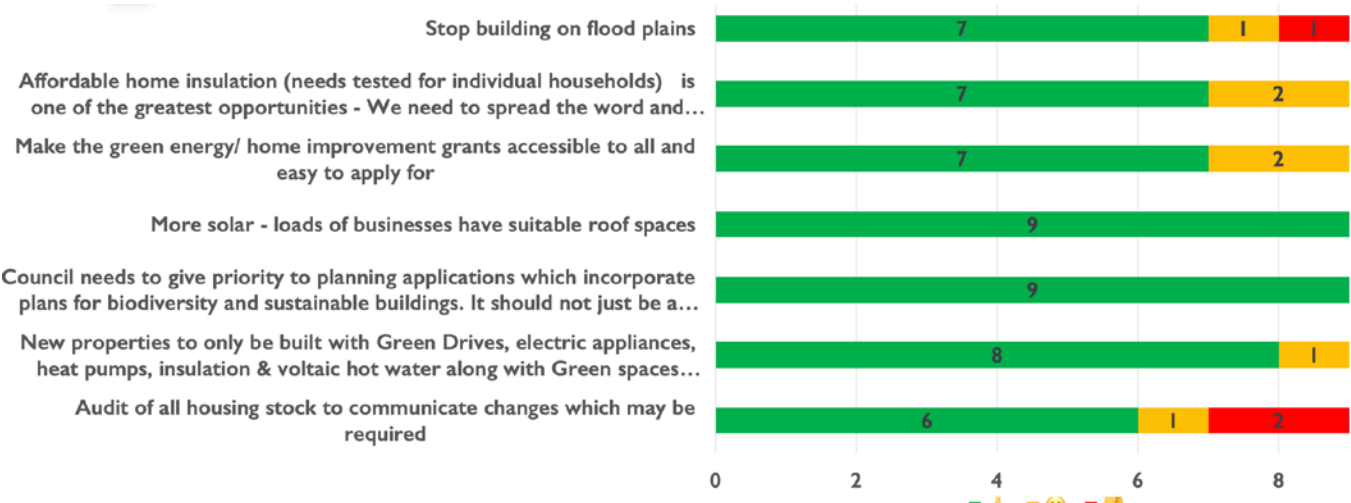 Stop building on flood plains
7 1 1
Affordable home insulation (needs tested for individual households) is
one of the greatest opportunities - We need to spread the word and...
7 2
Make the green energy/ home improvement grants accessible to all and
easy to apply for
7 2
More solar - loads of businesses have suitable roof spaces
9
Council needs to give priority to planning applications which incorporate
plans for biodiversity and sustainable buildings. It should not just be a...
9
New properties to only be built with Green Drives, electric appliances,
heat pumps, insulation & voltaic hot water along with Green spaces...
8 1
Audit of all housing stock to communicate changes which may be
required
6 1 2
0 2 4 6 8